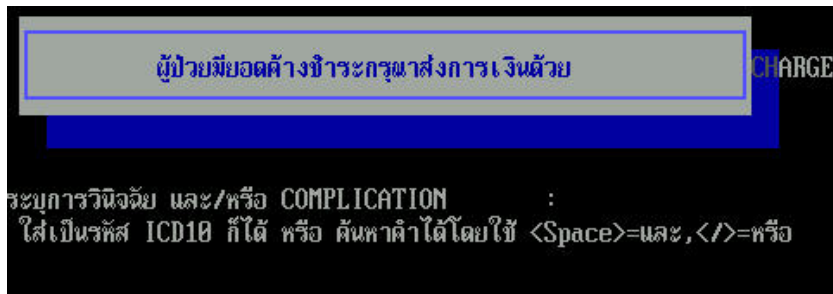 ผู้ป่วยมียอดค้างชำระกรุณาส่งการเงินด้วย
CHARGE
ระบุการวินิจฉัย และ/หรือ COMPLICATION :
ใส่เป็นรหัส ICD10 ก็ได้ หรือ ค้นหาคำได้โดยใช้ <Space>=และ,</>=หรือ